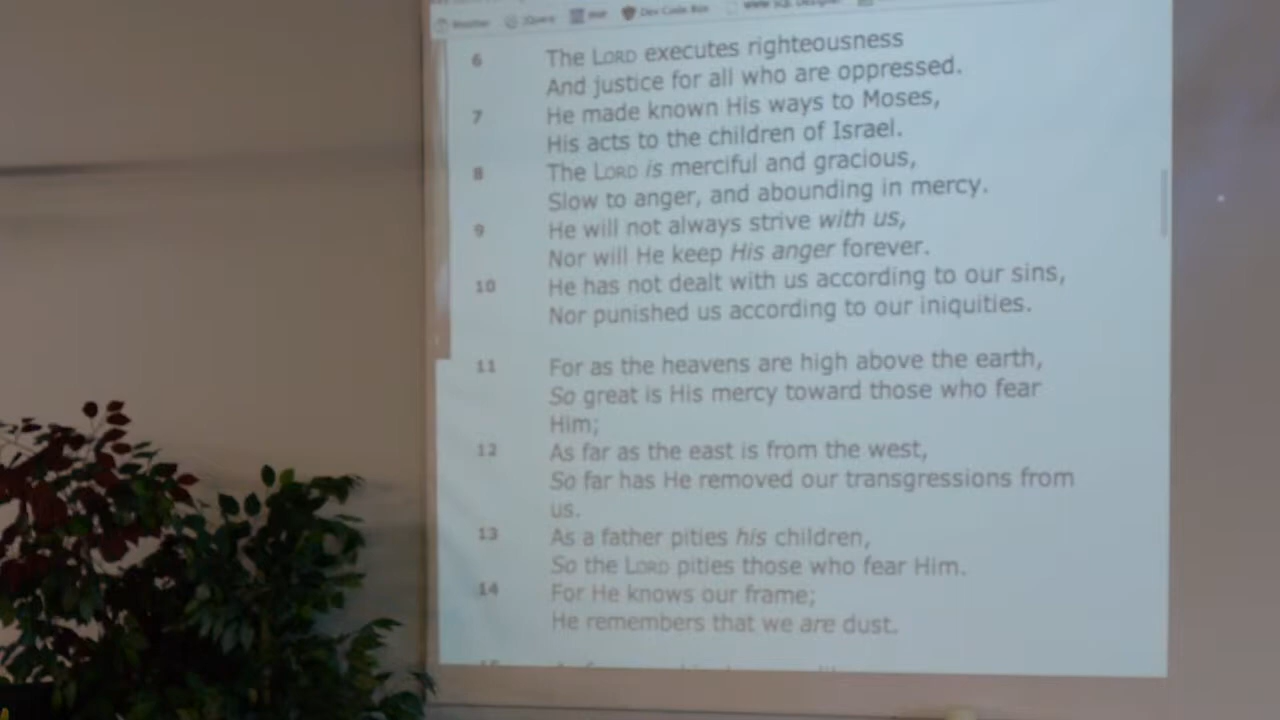 jQuery PHP Dev Code Box
6 The LORD executes righteousness
And justice for all who are oppressed.
7 He made known His ways to Moses,
His acts to the children of Israel.
8 The LORD is merciful and gracious,
Slow to anger, and abounding in mercy.
9 He will not always strive with us,
Nor will He keep His anger forever.
10 He has not dealt with us according to our sins,
Nor punished us according to our iniquities.
11 For as the heavens are high above the earth,
So great is His mercy toward those who fear
Him;
12 As far as the east is from the west,
So far has He removed our transgressions from
us.
13 As a father pities his children,
So the LORD pities those who fear Him.
14 For He knows our frame;
He remembers that we are dust.